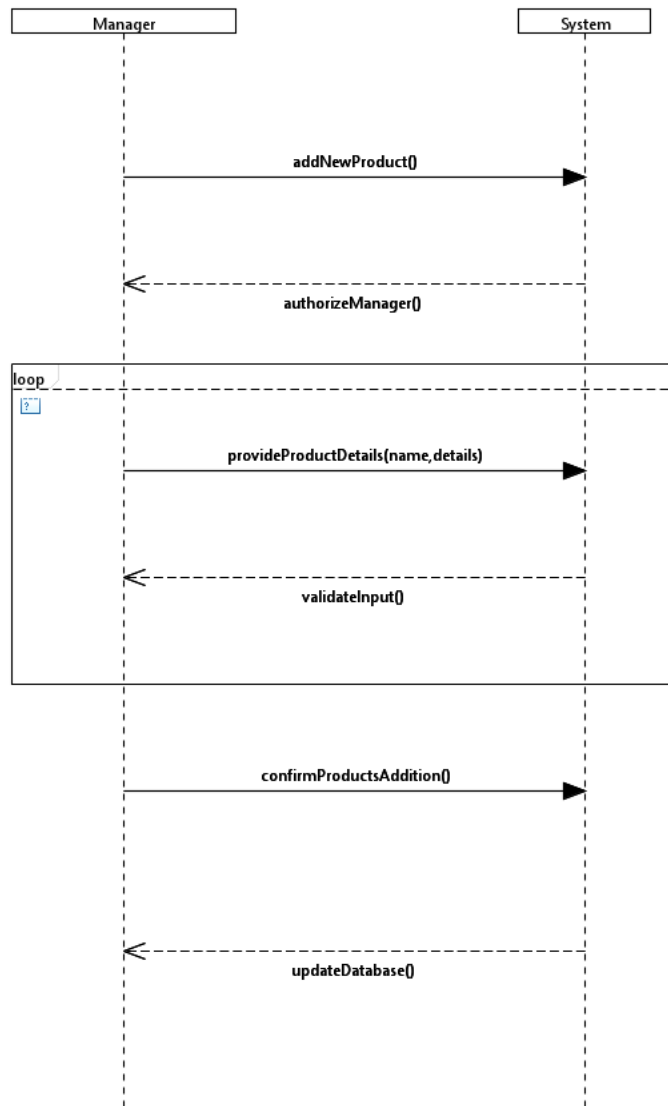 Manager
System
addNewProduct()
authorizeManager()
loop
?
provideProductDetails(name,details)
validateInput()
confirmProductsAddition()
updateDatabase()